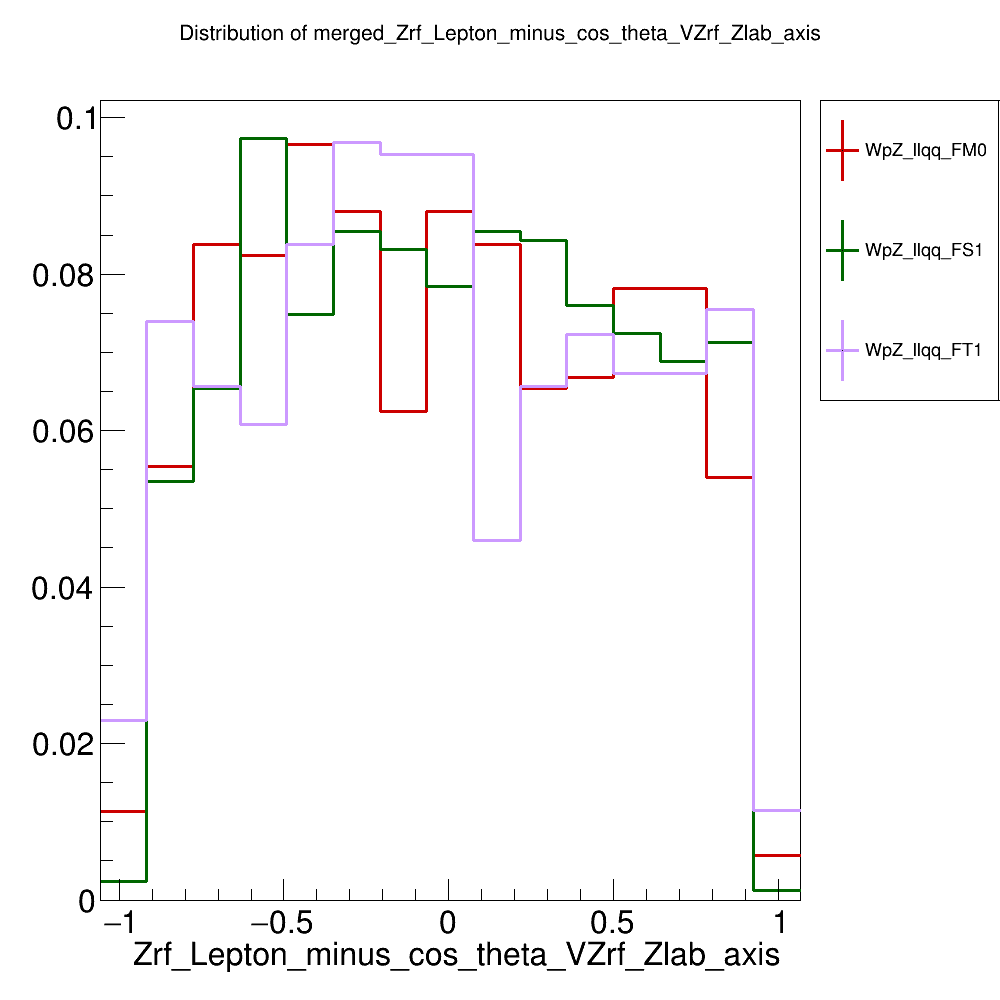 Distribution of merged_Zrf_Lepton_minus_cos_theta_VZrf_Zlab_axis
0.1
0.08
0.06
0.04
0.02
0
−1
−0.5
0
0.5
1
Zrf_Lepton_minus_cos_theta_VZrf_Zlab_axis
WpZ_llqq_FM0
WpZ_llqq_FS1
WpZ_llqq_FT1